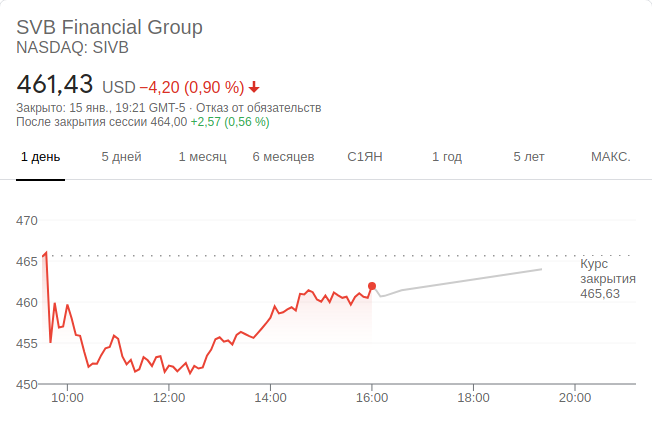 SVB Financial Group
NASDAQ: SIVB
461,43 USD −4,20 (0,90 %)
Закрыто: 15 янв., 19:21 GMT-5 · Отказ от обязательств
После закрытия сессии 464,00 +2,57 (0,56 %)
1 день 5 дней 1 месяц 6 месяцев С1ЯН 1 год 5 лет МАКС.
470
465
460
455
450
Курс
закрытия
465,63
10:00 12:00 14:00 16:00 18:00 20:00